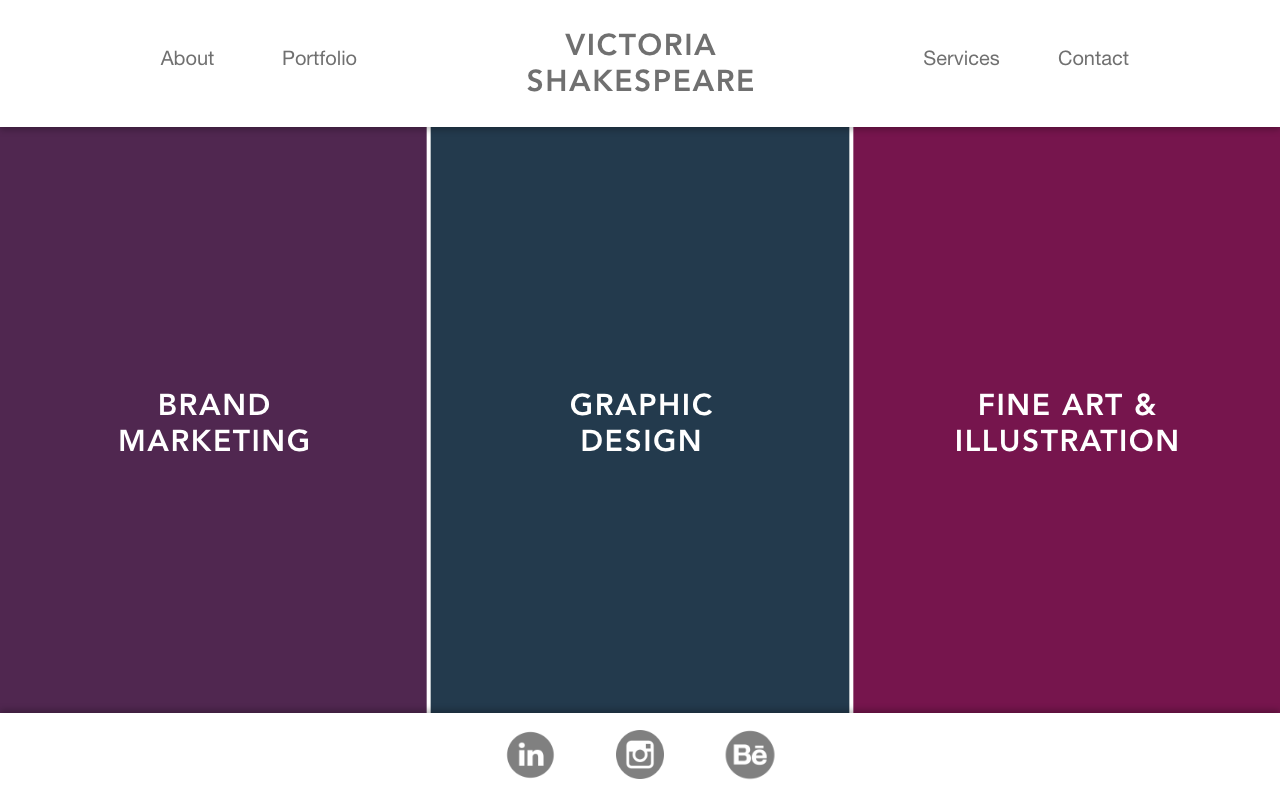 About
Portfolio
VICTORIA
SHAKESPEARE
Services
Contact
BRAND
MARKETING
GRAPHIC
DESIGN
FINE ART &
ILLUSTRATION
in
Bē